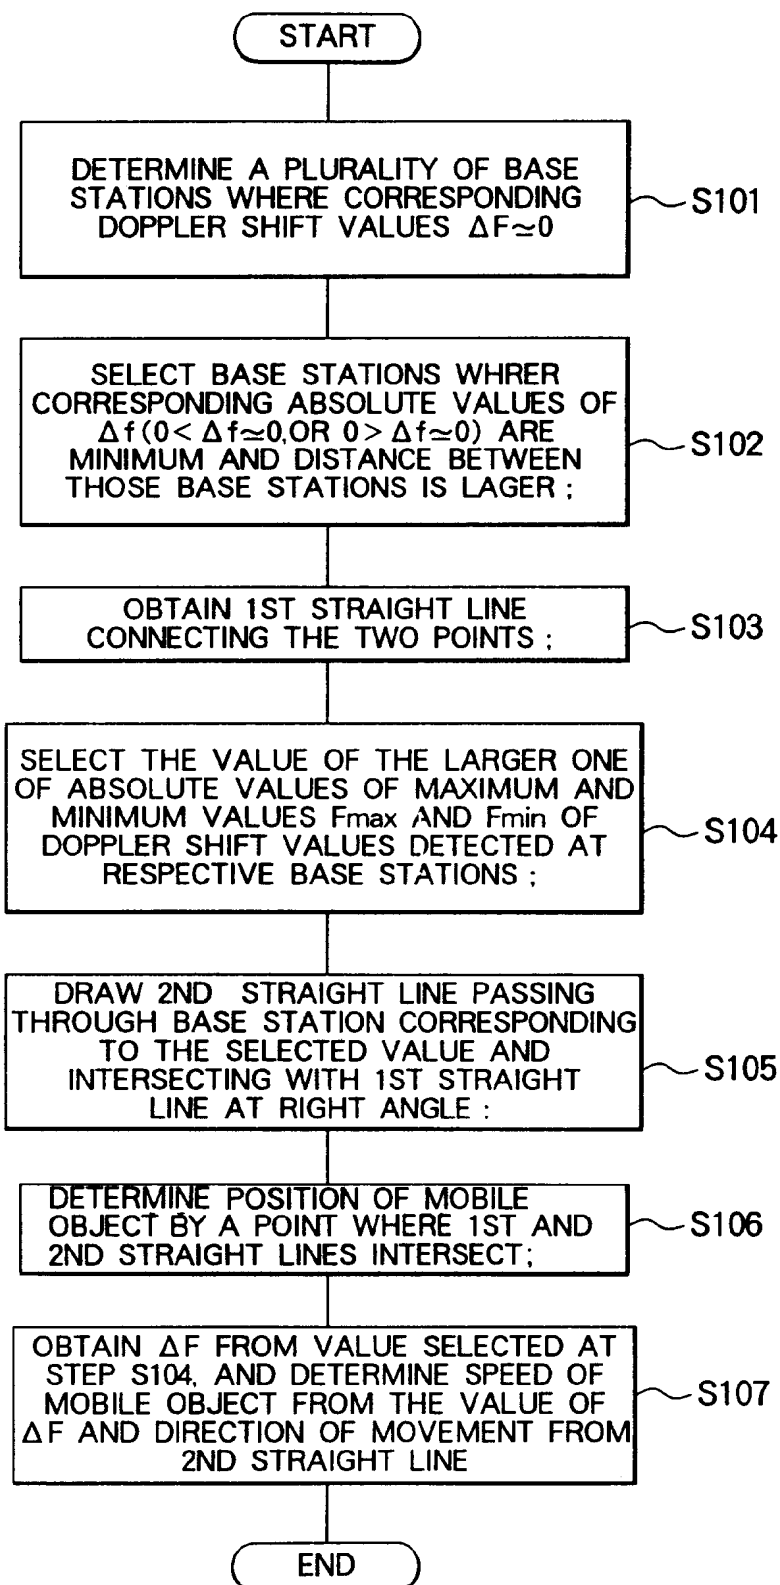 START
DETERMINE A PLURALITY OF BASE
STATIONS WHERE CORRESPONDING
DOPPLER SHIFT VALUES ΔF≃0
S101
SELECT BASE STATIONS WHRER
CORRESPONDING ABSOLUTE VALUES OF
Δf(0< Δf≃0,OR 0> Δf≃0) ARE
MINIMUM AND DISTANCE BETWEEN
THOSE BASE STATIONS IS LAGER ;
S102
OBTAIN 1ST STRAIGHT LINE
CONNECTING THE TWO POINTS ;
S103
SELECT THE VALUE OF THE LARGER ONE
OF ABSOLUTE VALUES OF MAXIMUM AND
MINIMUM VALUES Fmax AND Fmin OF
DOPPLER SHIFT VALUES DETECTED AT
RESPECTIVE BASE STATIONS ;
S104
DRAW 2ND STRAIGHT LINE PASSING
THROUGH BASE STATION CORRESPONDING
TO THE SELECTED VALUE AND
INTERSECTING WITH 1ST STRAIGHT
LINE AT RIGHT ANGLE :
S105
DETERMINE POSITION OF MOBILE
OBJECT BY A POINT WHERE 1ST AND
2ND STRAIGHT LINES INTERSECT;
S106
OBTAIN ΔF FROM VALUE SELECTED AT
STEP S104, AND DETERMINE SPEED OF
MOBILE OBJECT FROM THE VALUE OF
ΔF AND DIRECTION OF MOVEMENT FROM
2ND STRAIGHT LINE
S107
END